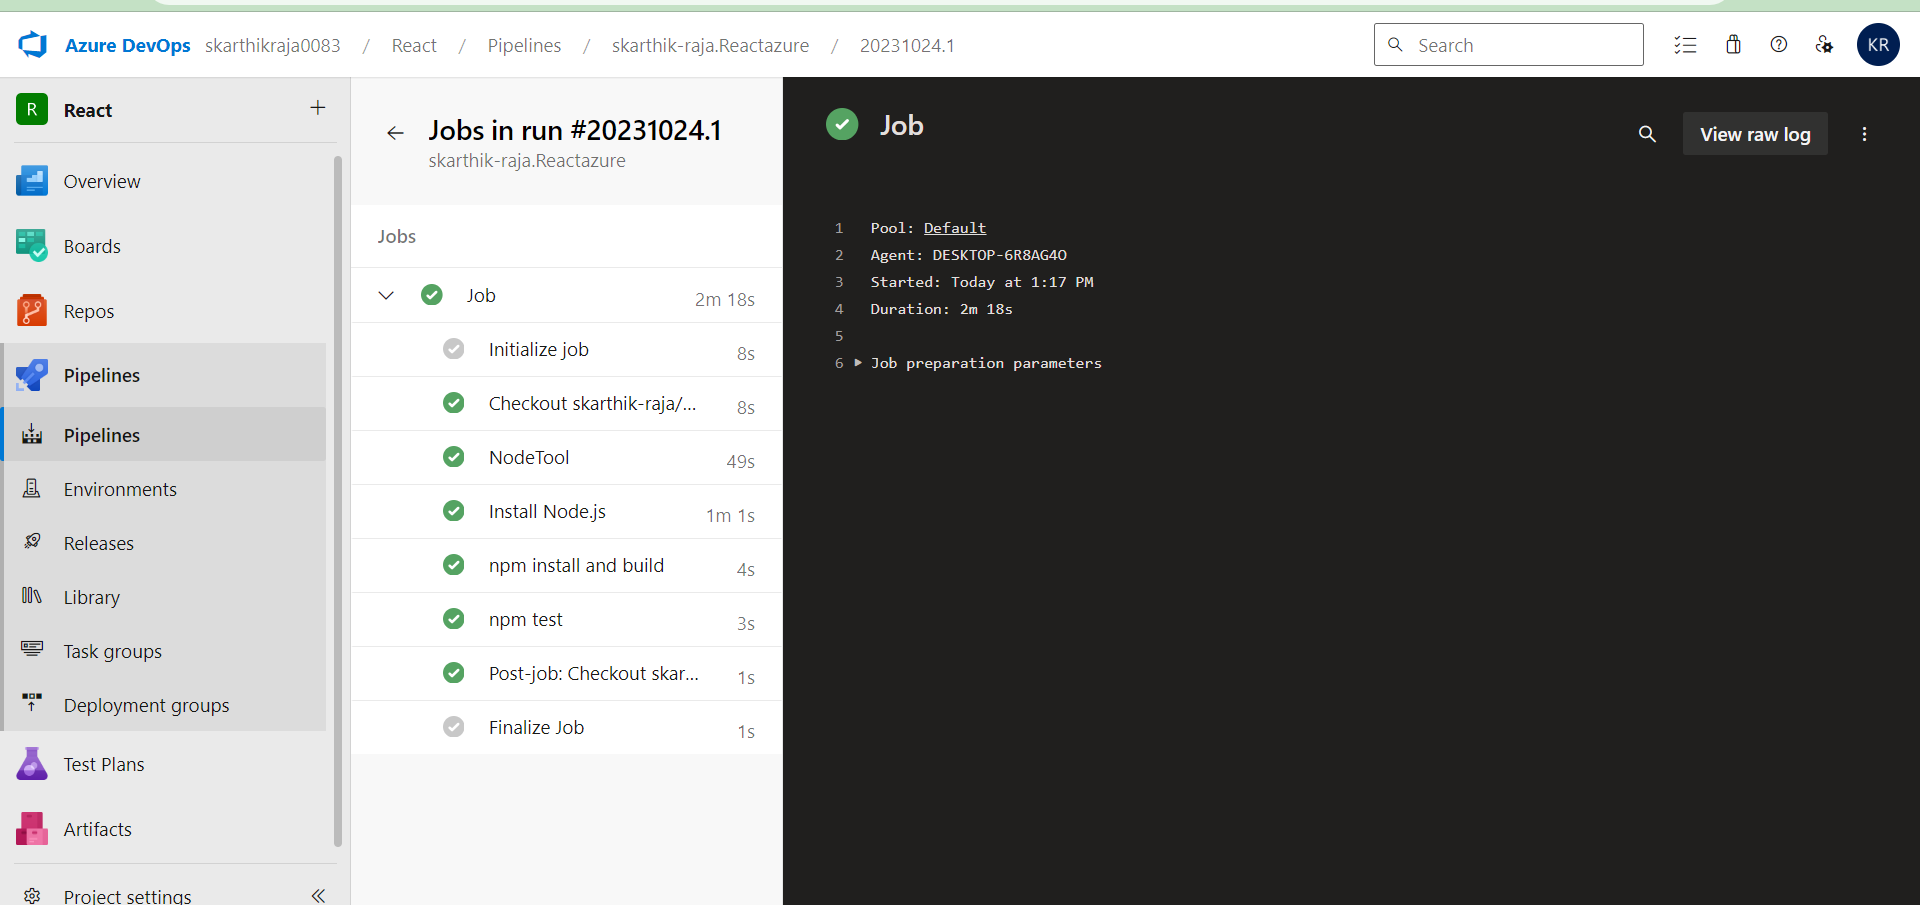 Azure DevOps skarthikraja0083 / React / Pipelines / skarthik-raja.Reactazure / 20231024.1
Search
KR
R React +
Overview
Boards
Repos
Pipelines
Pipelines
Environments
Releases
Library
Task groups
Deployment groups
Test Plans
Artifacts
Project settings
Jobs in run #20231024.1
skarthik-raja.Reactazure
Jobs
Job 2m 18s
Initialize job 8s
Checkout skarthik-raja/... 8s
NodeTool 49s
Install Node.js 1m 1s
npm install and build 4s
npm test 3s
Post-job: Checkout skar... 1s
Finalize Job 1s
Job
View raw log
1 Pool: Default
2 Agent: DESKTOP-6R8AG4O
3 Started: Today at 1:17 PM
4 Duration: 2m 18s
5
6 Job preparation parameters